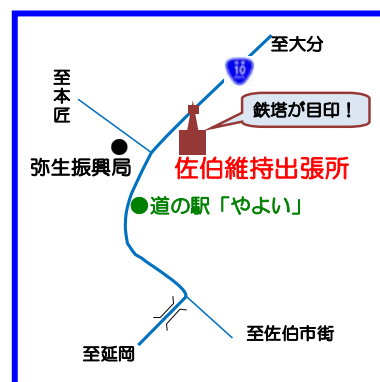 至大分
国道
10
至本匠
鉄塔が目印！
弥生振興局
佐伯維持出張所
道の駅「やよい」
至佐伯市街
至延岡